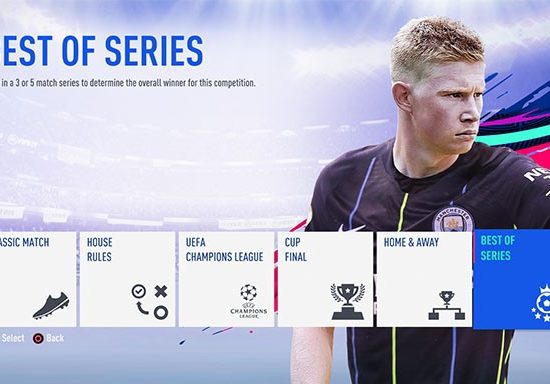 EST OF SERIES
in a 3 or 5 match series to determine the overall winner for this competition.
ASSIC MATCH
HOUSE
RULES
UEFA
CHAMPIONS LEAGUE
CHAMPIONS
LEAGUE
CUP
FINAL
HOME & AWAY
BEST OF
SERIES
MANCHESTER
Select
Back